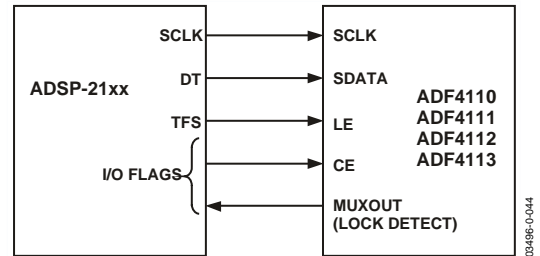 ADSP-21xx
SCLK
DT
TFS
I/O FLAGS
SCLK
SDATA
LE
CE
MUXOUT
(LOCK DETECT)
ADF4110
ADF4111
ADF4112
ADF4113
03496-0-044